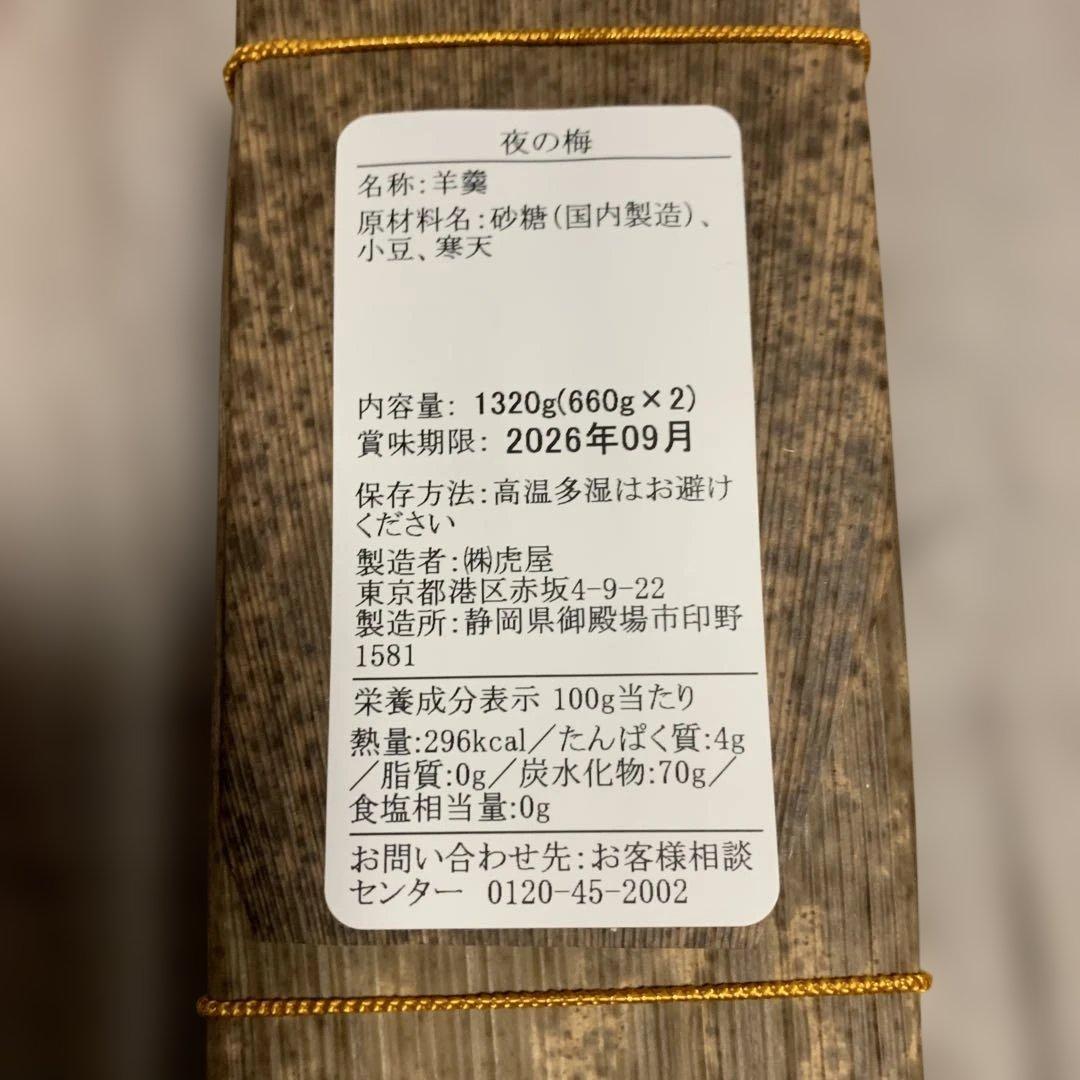 夜の梅
名称:羊羹
原材料名:砂糖(国内製造)、
小豆、寒天
内容量: 1320g(660g×2)
賞味期限: 2026年09月
保存方法:高温多湿はお避け
ください
製造者:㈱虎屋
東京都港区赤坂4-9-22
製造所:静岡県御殿場市印野
1581
栄養成分表示 100g当たり
熱量:296kcal/たんぱく質:4g
/脂質:0g/炭水化物:70g/
食塩相当量:0g
お問い合わせ先:お客様相談
センター 0120-45-2002